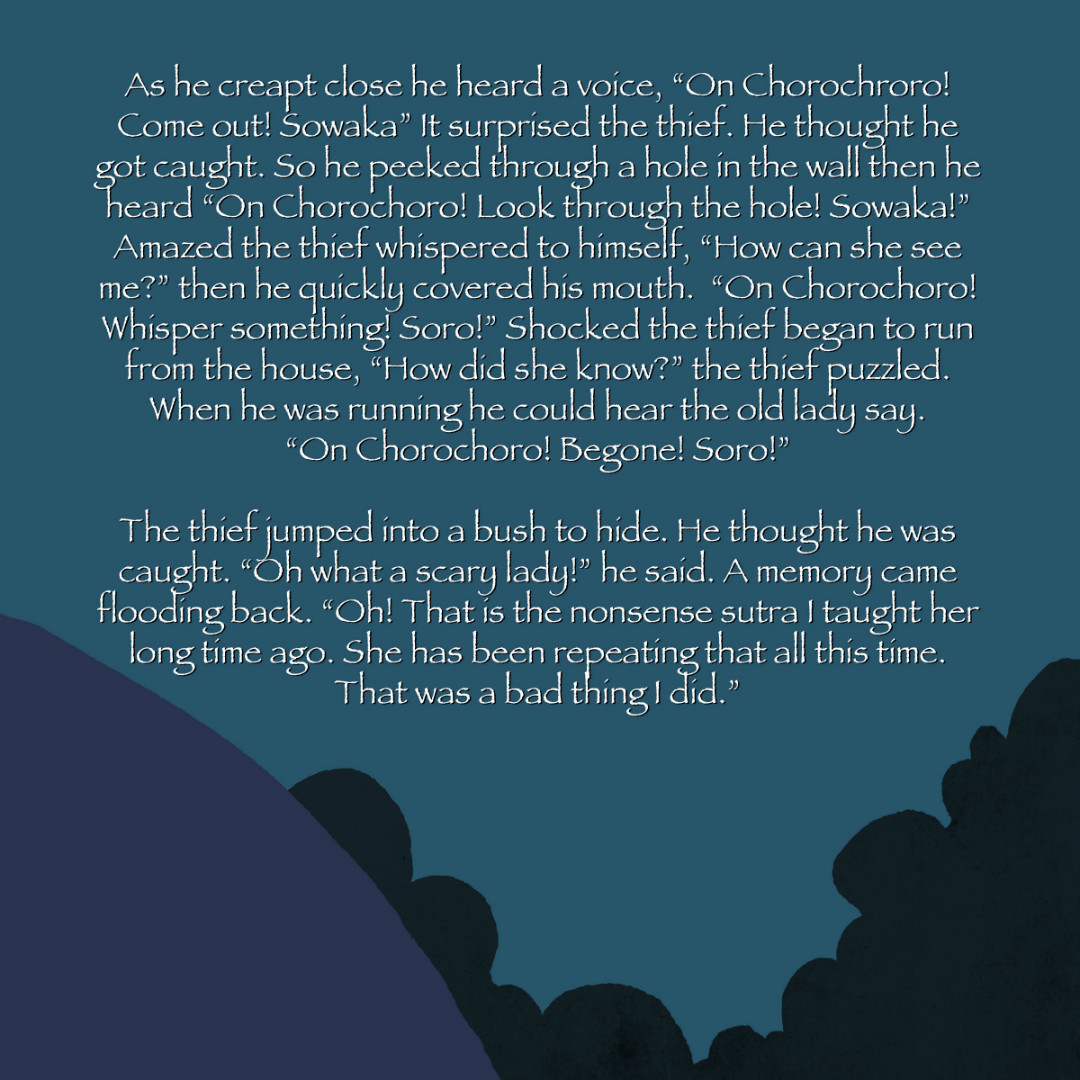 As he creapt close he heard a voice, “On Chorochroro!
Come out! Sowaka” It surprised the thief. He thought he
got caught. So he peeked through a hole in the wall then he
heard “On Chorochoro! Look through the hole! Sowaka!”
Amazed the thief whispered to himself, “How can she see
me?” then he quickly covered his mouth.  “On Chorochoro!
Whisper something! Soro!” Shocked the thief began to run
from the house, “How did she know?” the thief puzzled.
When he was running he could hear the old lady say.
“On Chorochoro! Begone! Soro!”
The thief jumped into a bush to hide. He thought he was
caught. “Oh what a scary lady!” he said. A memory came
flooding back. “Oh! That is the nonsense sutra I taught her
long time ago. She has been repeating that all this time.
That was a bad thing I did.”